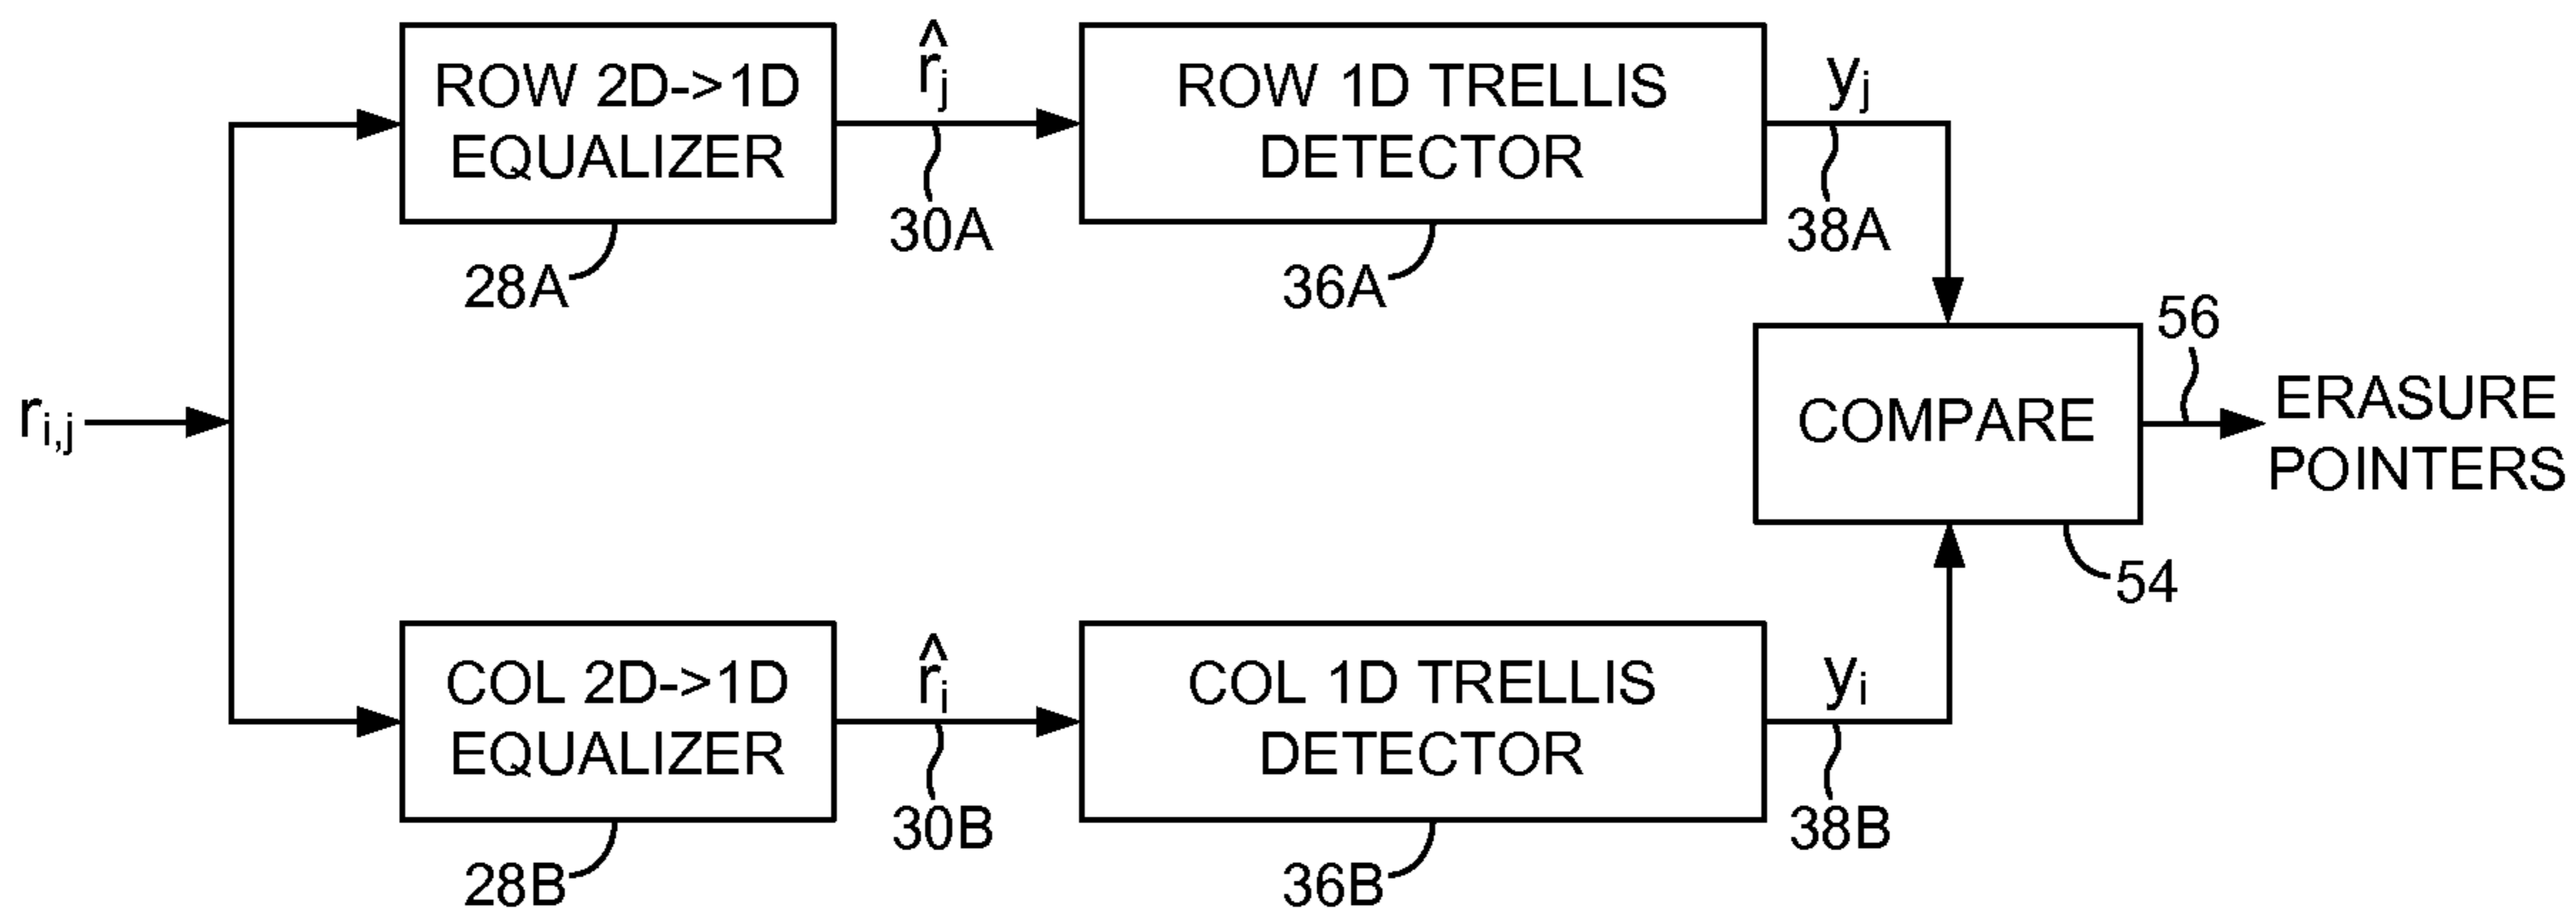 ROW 2D->1D
EQUALIZER
r̂j
30A
28A
ROW 1D TRELLIS
DETECTOR
36A
yj
38A
ri,j
COMPARE
54
56
ERASURE
POINTERS
COL 2D->1D
EQUALIZER
r̂i
30B
28B
COL 1D TRELLIS
DETECTOR
36B
yi
38B